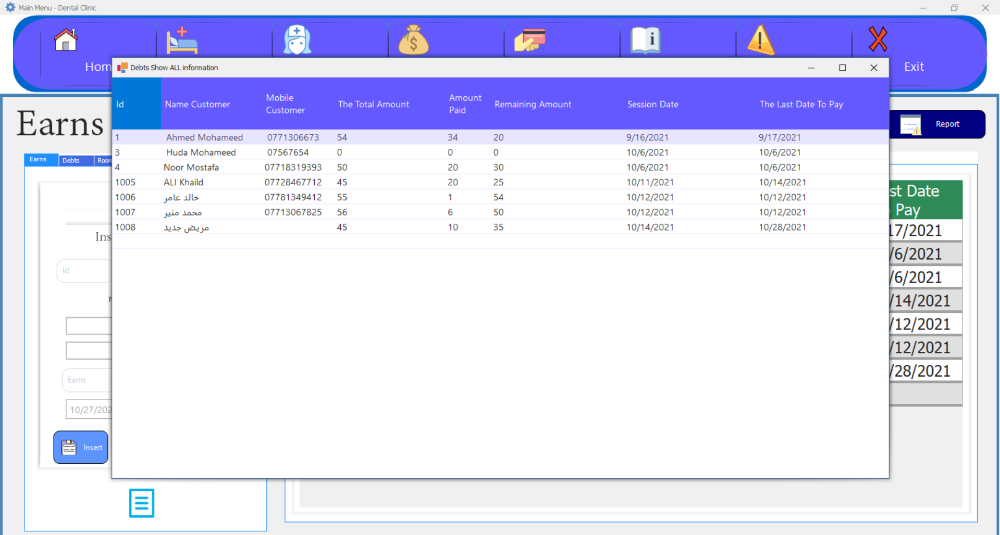 Main Menu - Dental Clinic
Hom
Exit
Debts Show ALL information
Id Name Customer Mobile Customer The Total Amount Amount Paid Remaining Amount Session Date The Last Date To Pay
1 Ahmed Mohameed 0771306673 54 34 20 9/16/2021 9/17/2021
3 Huda Mohameed 07567654 0 0 0 10/6/2021 10/6/2021
4 Noor Mostafa 07718319393 50 20 30 10/6/2021 10/6/2021
1005 ALI Khaild 07728467712 45 20 25 10/11/2021 10/14/2021
1006 خالد عامر 07781349412 55 1 54 10/12/2021 10/12/2021
1007 محمد منير 07713067825 56 6 50 10/12/2021 10/12/2021
1008 مريض جديد 45 10 35 10/14/2021 10/28/2021
Earns
Report
Earns Debts Room
Ins
Id
Earns
10/27/202
Insert
st Date
Pay
17/2021
/6/2021
/6/2021
/14/2021
/12/2021
/12/2021
/28/2021